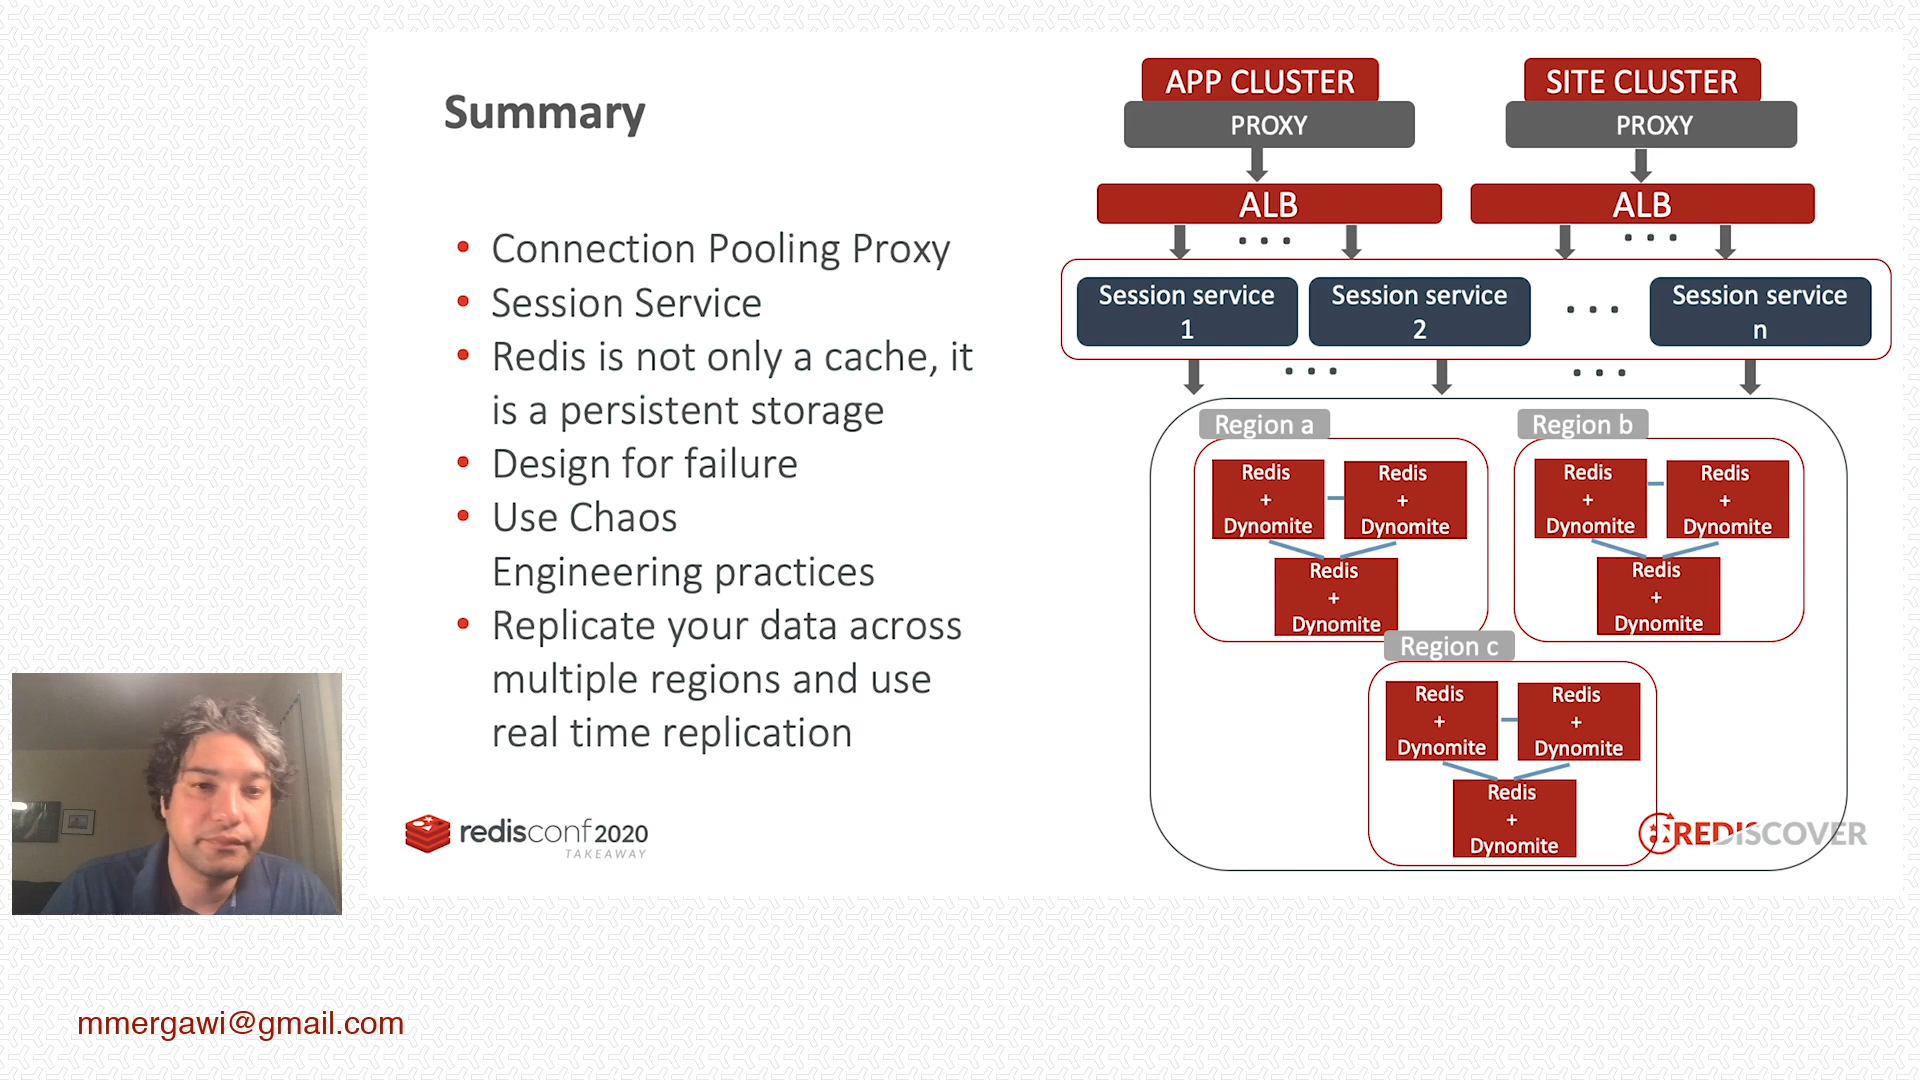 Summary
• Connection Pooling Proxy
• Session Service
• Redis is not only a cache, it
is a persistent storage
• Design for failure
• Use Chaos
Engineering practices
• Replicate your data across
multiple regions and use
real time replication
redisconf 2020
TAKEAWAY
APP CLUSTER
PROXY
ALB
SITE CLUSTER
PROXY
ALB
Session service
1
Session service
2
Session service
n
Region a
Redis
+
Dynomite
Redis
+
Dynomite
Redis
+
Dynomite
Region b
Redis
+
Dynomite
Redis
+
Dynomite
Redis
+
Dynomite
Region c
Redis
+
Dynomite
Redis
+
Dynomite
Redis
+
Dynomite
REDISCOVER
mmergawi@gmail.com